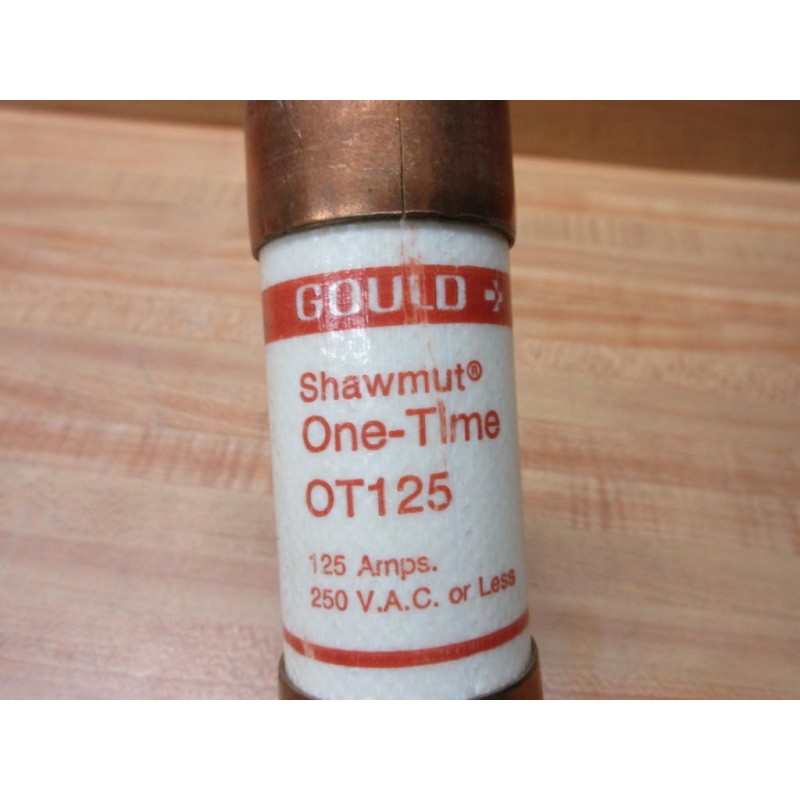 GOULD
Shawmut®
One-Time
OT125
125 Amps.
250 V.A.C. or Less